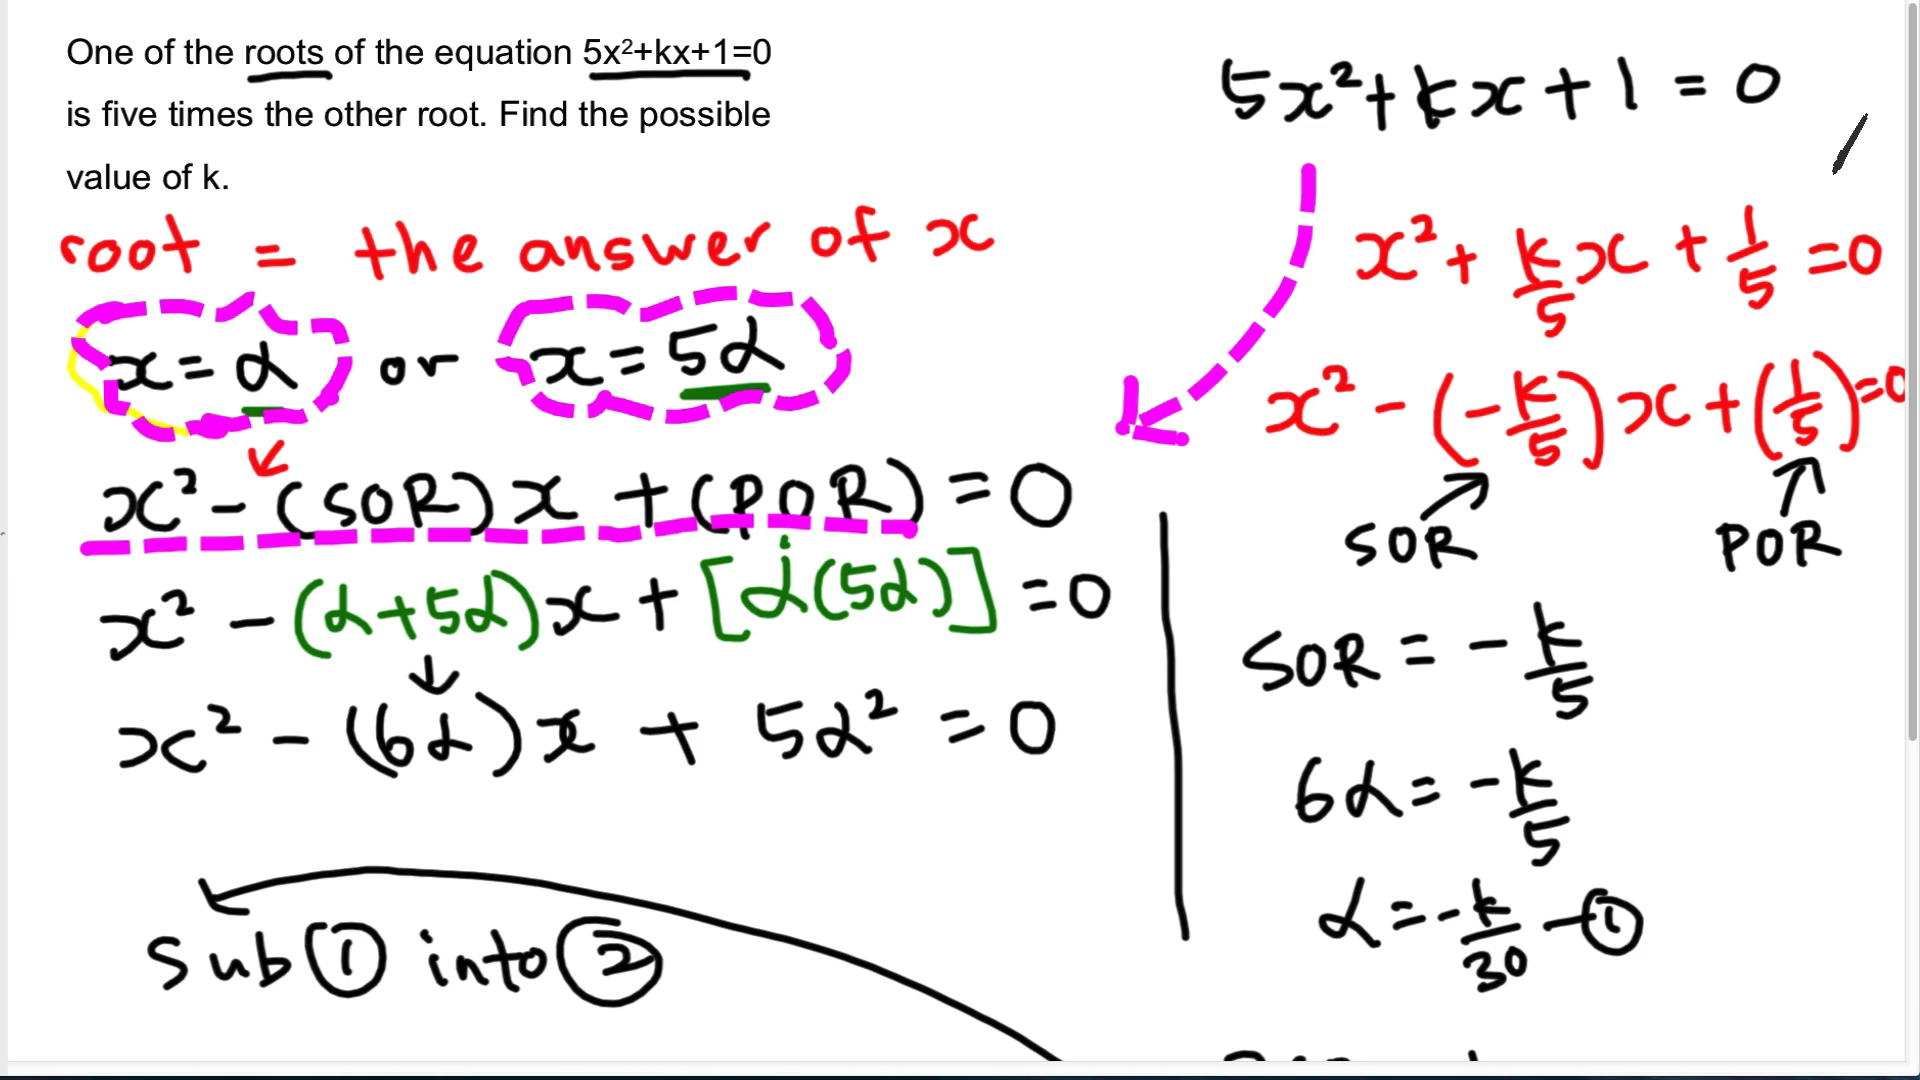 One of the roots of the equation 5x²+kx+1=0
is five times the other root. Find the possible
value of k.
root = the answer of x
x = α or x = 5α
x² - (SOR)x + (POR) = 0
x² - (α+5α)x + [α(5α)] = 0
x² - (6α)x + 5α² = 0
sub ① into ②
5x² + kx + 1 = 0
x² + k/5 x + 1/5 = 0
x² - (-k/5)x + (1/5) = 0
SOR POR
SOR = -k/5
6α = -k/5
α = -k/30 - ①